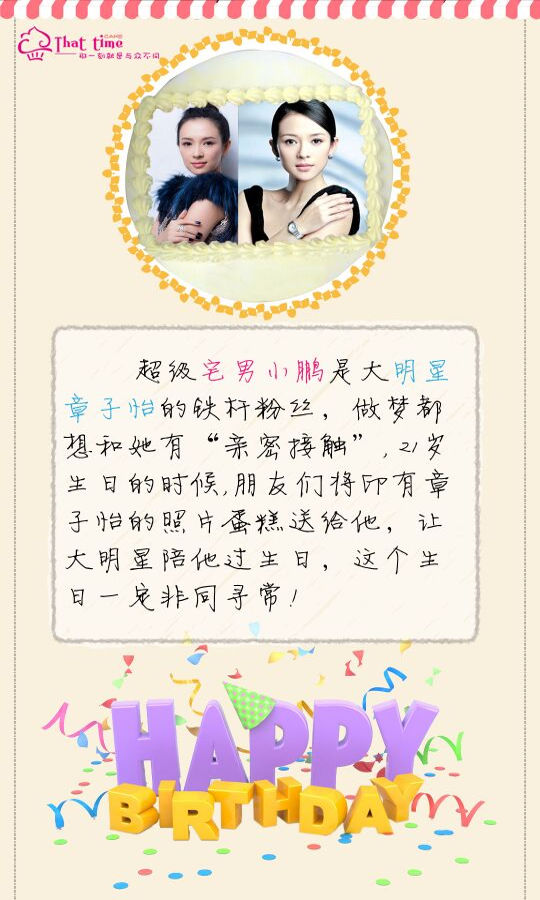 CAFE
That time
那一刻就是与众不同
超级宅男小鹏是大明星
章子怡的铁杆粉丝，做梦都
想和她有“亲密接触”,21岁
生日的时候,朋友们将印有章
子怡的照片蛋糕送给他，让
大明星陪他过生日，这个生
日一定非同寻常!
HAPPY
BIRTHDAY